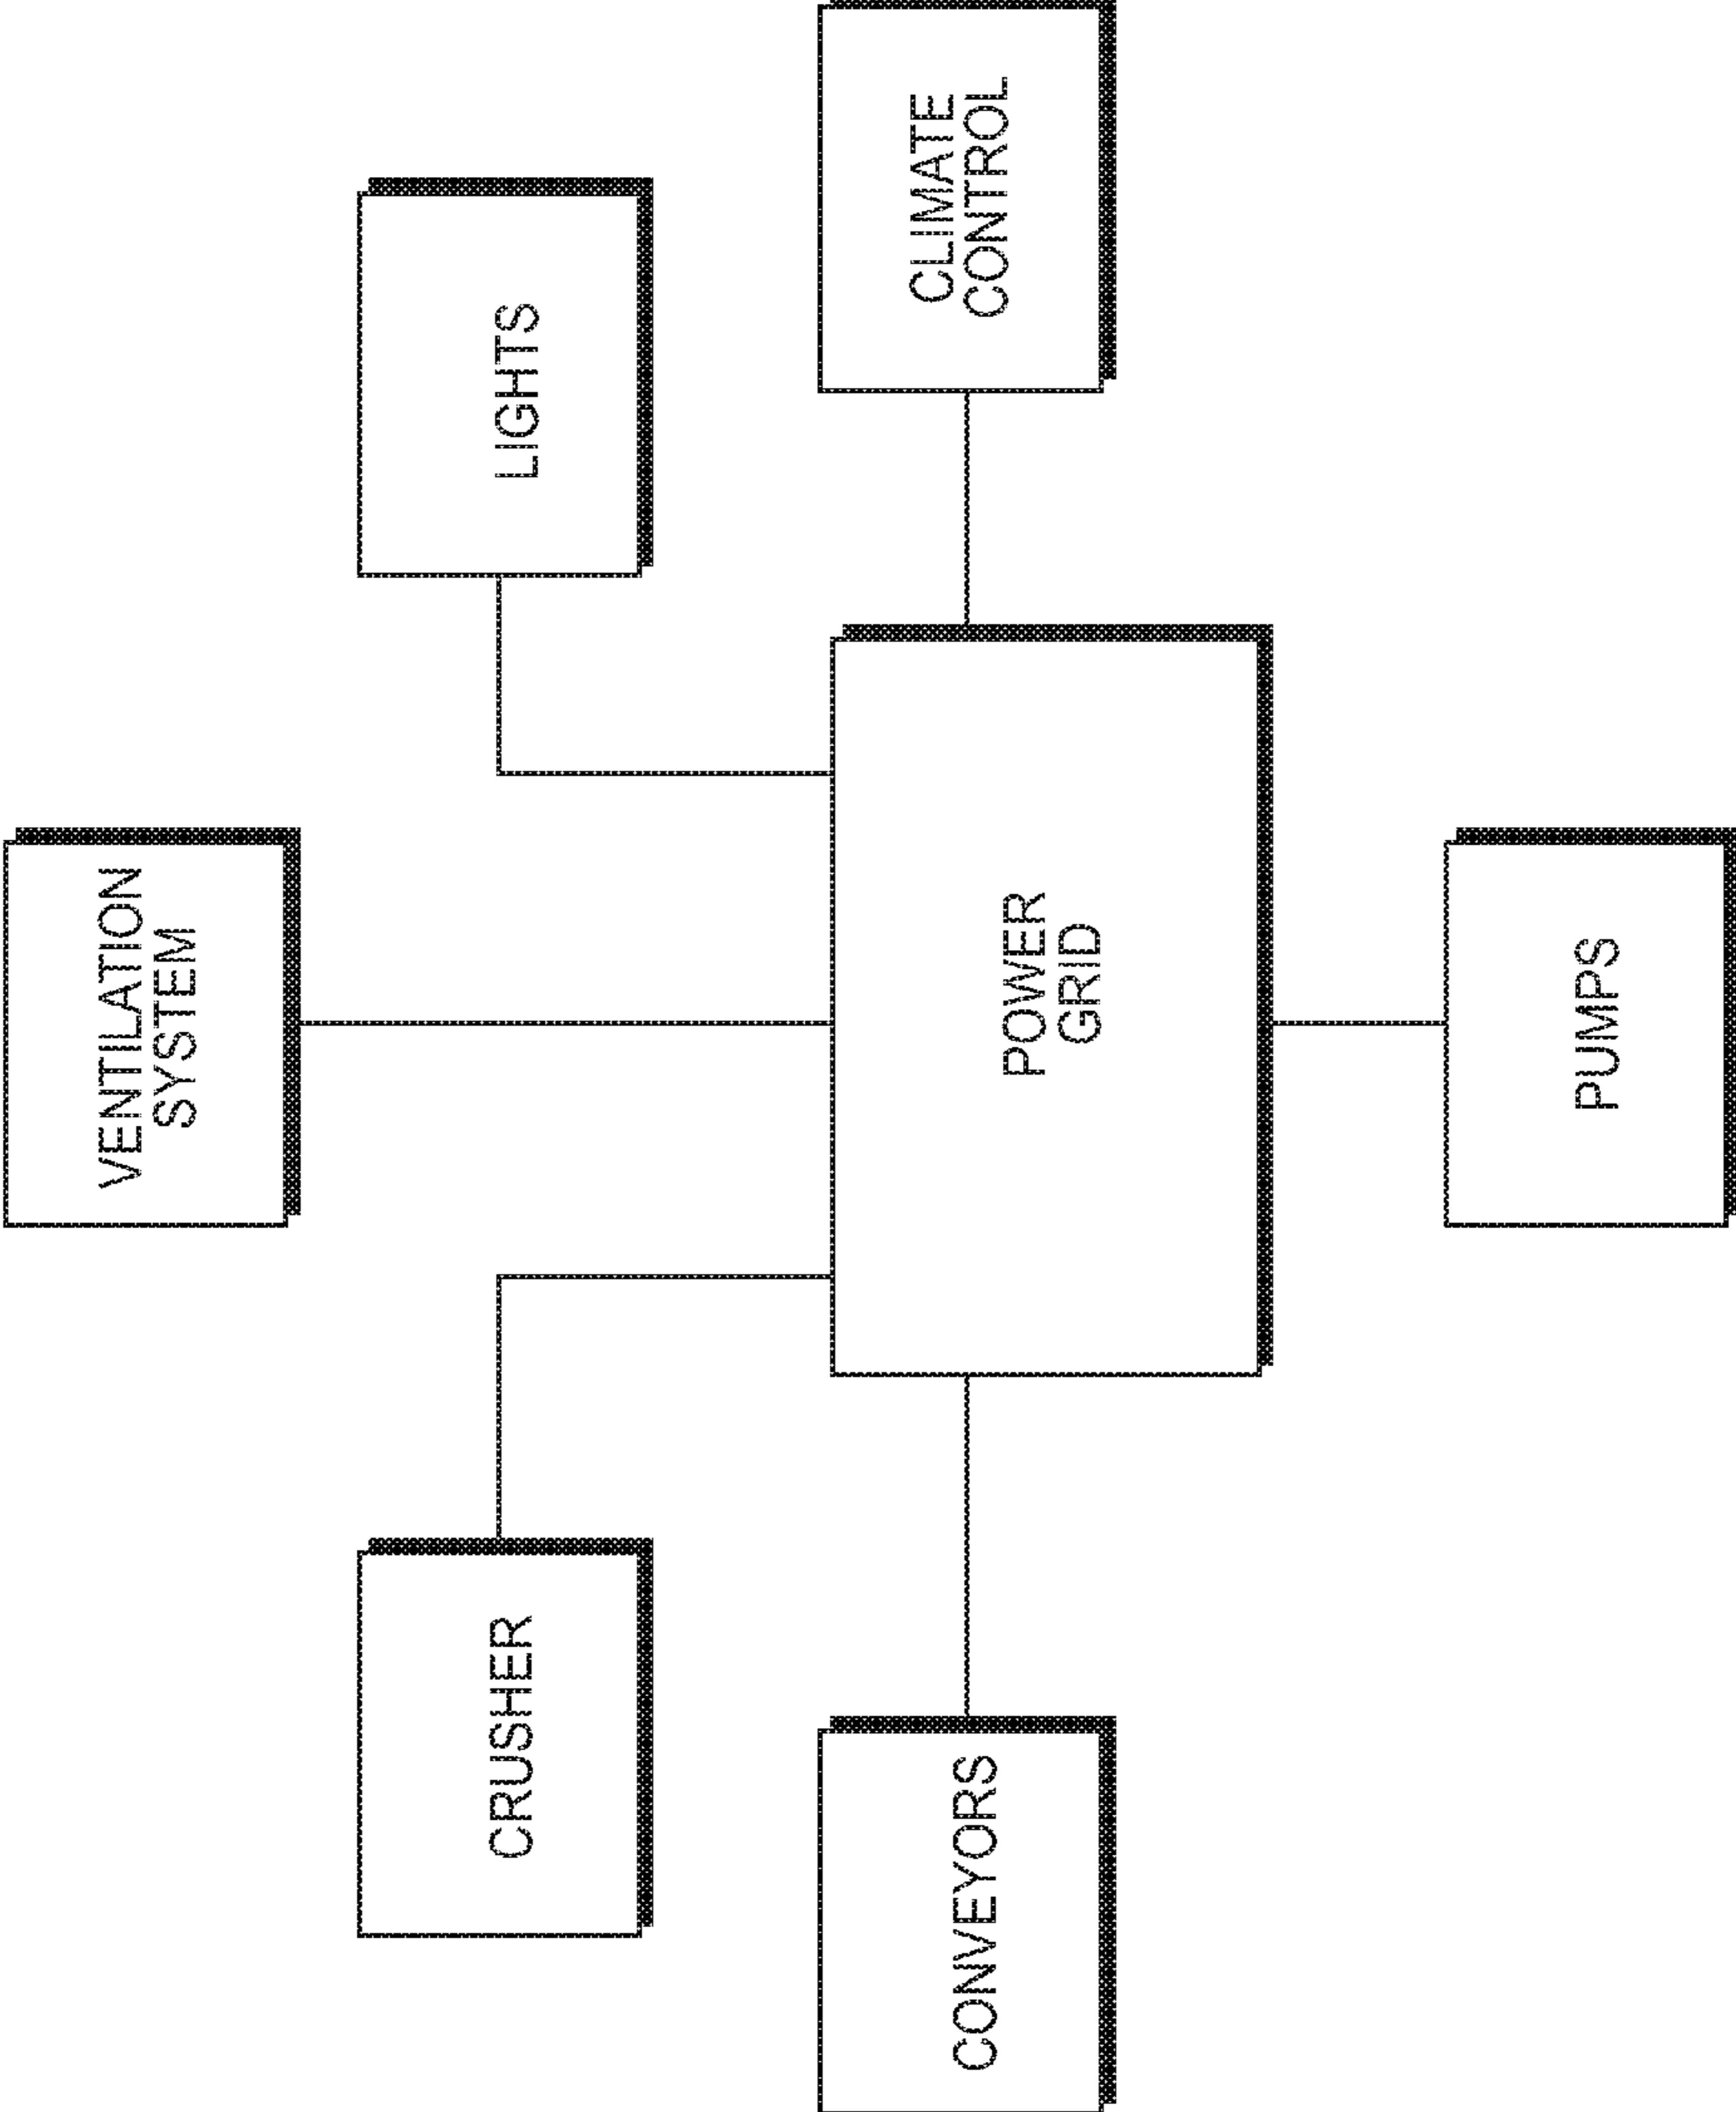 VENTILATION
SYSTEM
CRUSHER
LIGHTS
CONVEYORS
POWER
GRID
CLIMATE
CONTROL
PUMPS